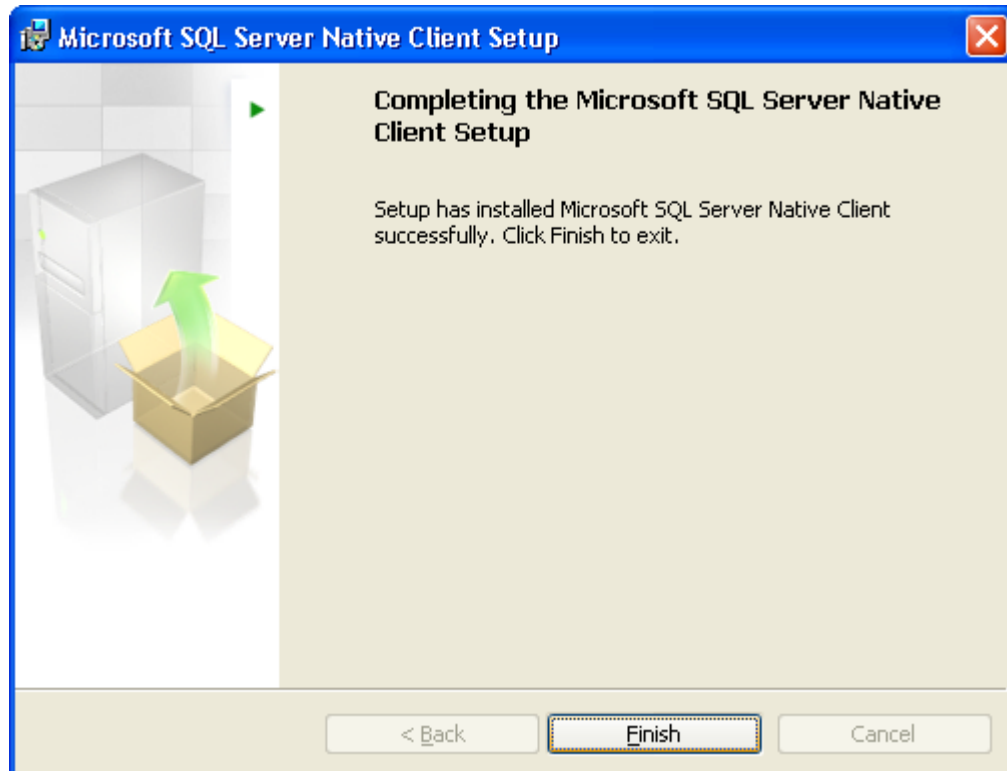 Microsoft SQL Server Native Client Setup
Completing the Microsoft SQL Server Native
Client Setup
Setup has installed Microsoft SQL Server Native Client
successfully. Click Finish to exit.
< Back
Finish
Cancel